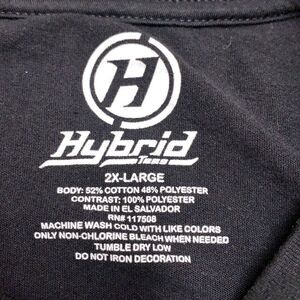 H
Hybrid
Tees
2X-LARGE
BODY: 52% COTTON 48% POLYESTER
CONTRAST: 100% POLYESTER
MADE IN EL SALVADOR
RN# 117508
MACHINE WASH COLD WITH LIKE COLORS
ONLY NON-CHLORINE BLEACH WHEN NEEDED
TUMBLE DRY LOW
DO NOT IRON DECORATION